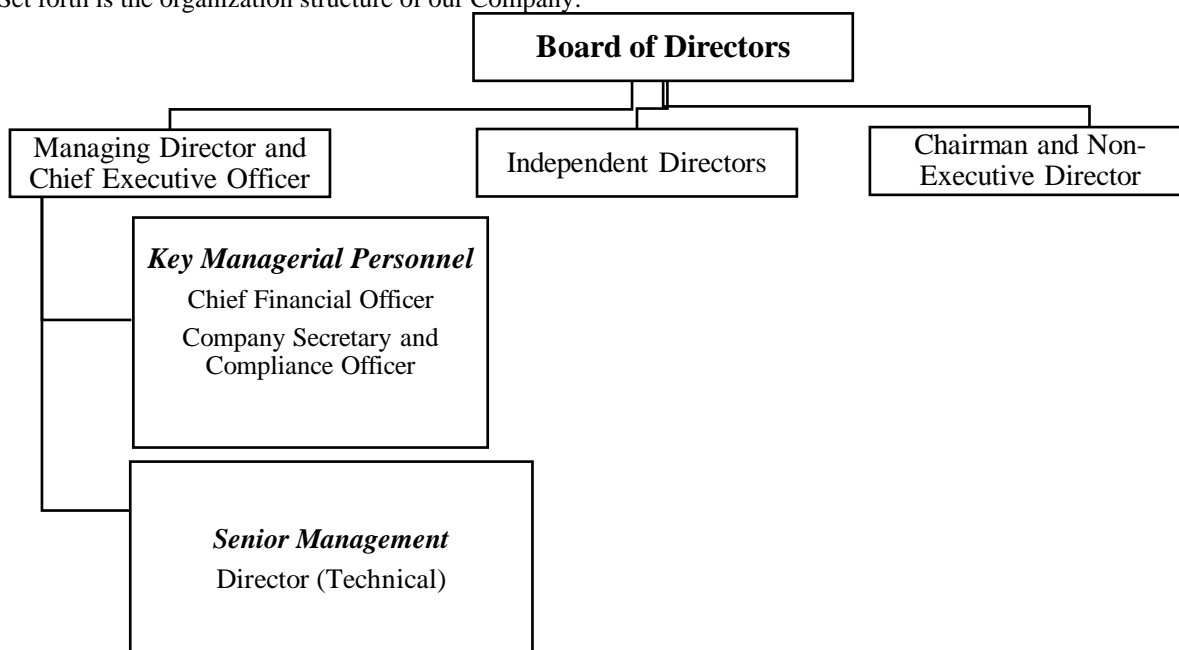 Set forth is the organization structure of our Company:
Board of Directors
Managing Director and
Chief Executive Officer
Independent Directors
Chairman and Non-
Executive Director
Key Managerial Personnel
Chief Financial Officer
Company Secretary and
Compliance Officer
Senior Management
Director (Technical)